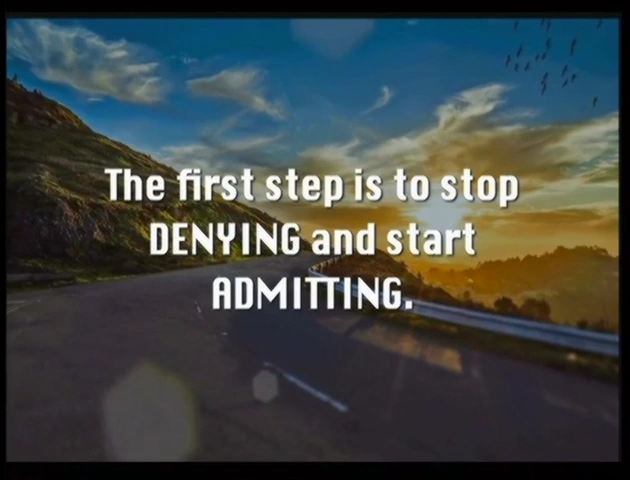 The first step is to stop
DENYING and start
ADMITTING.